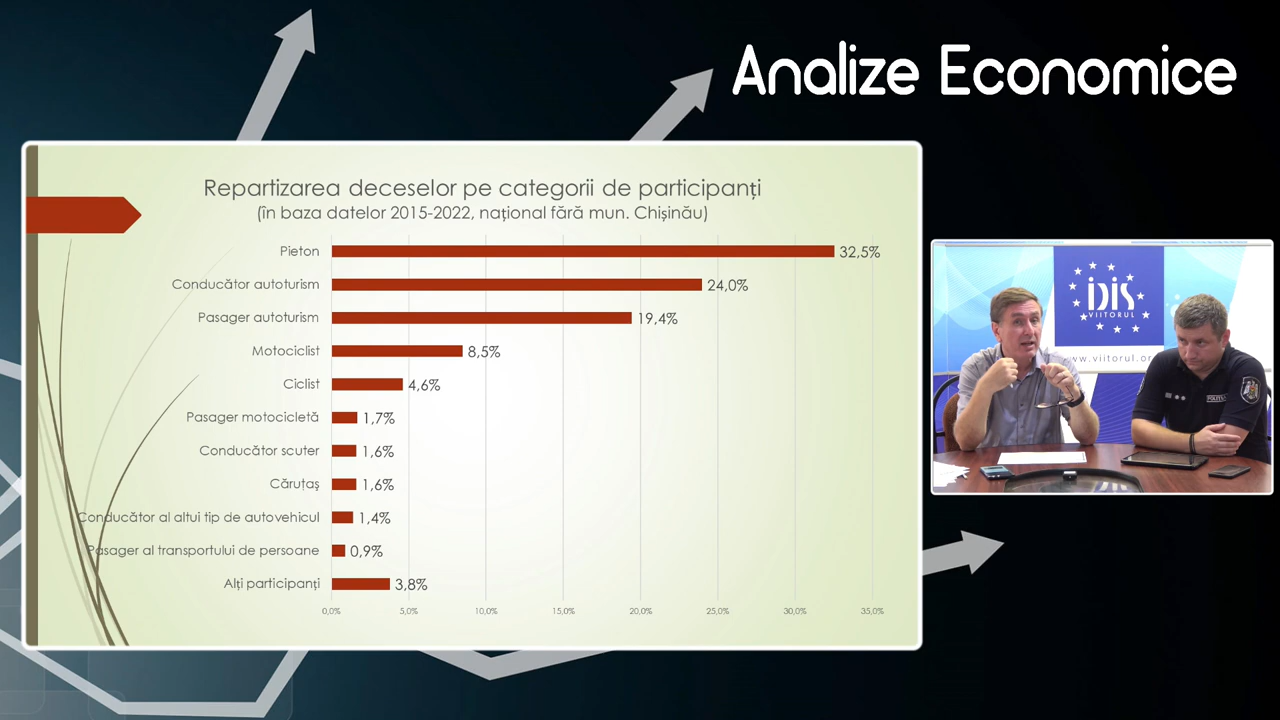 Analize Economice
Repartizarea deceselor pe categorii de participanți
(în baza datelor 2015-2022, național fără mun. Chișinău)
Pieton 32,5%
Conducător autoturism 24,0%
Pasager autoturism 19,4%
Motociclist 8,5%
Ciclist 4,6%
Pasager motocicletă 1,7%
Conducător scuter 1,6%
Căruțaș 1,6%
Conducător al altui tip de autovehicul 1,4%
Pasager al transportului de persoane 0,9%
Alți participanți 3,8%
0,0% 5,0% 10,0% 15,0% 20,0% 25,0% 30,0% 35,0%
IDIS
VIITORUL
www.viitorul.or